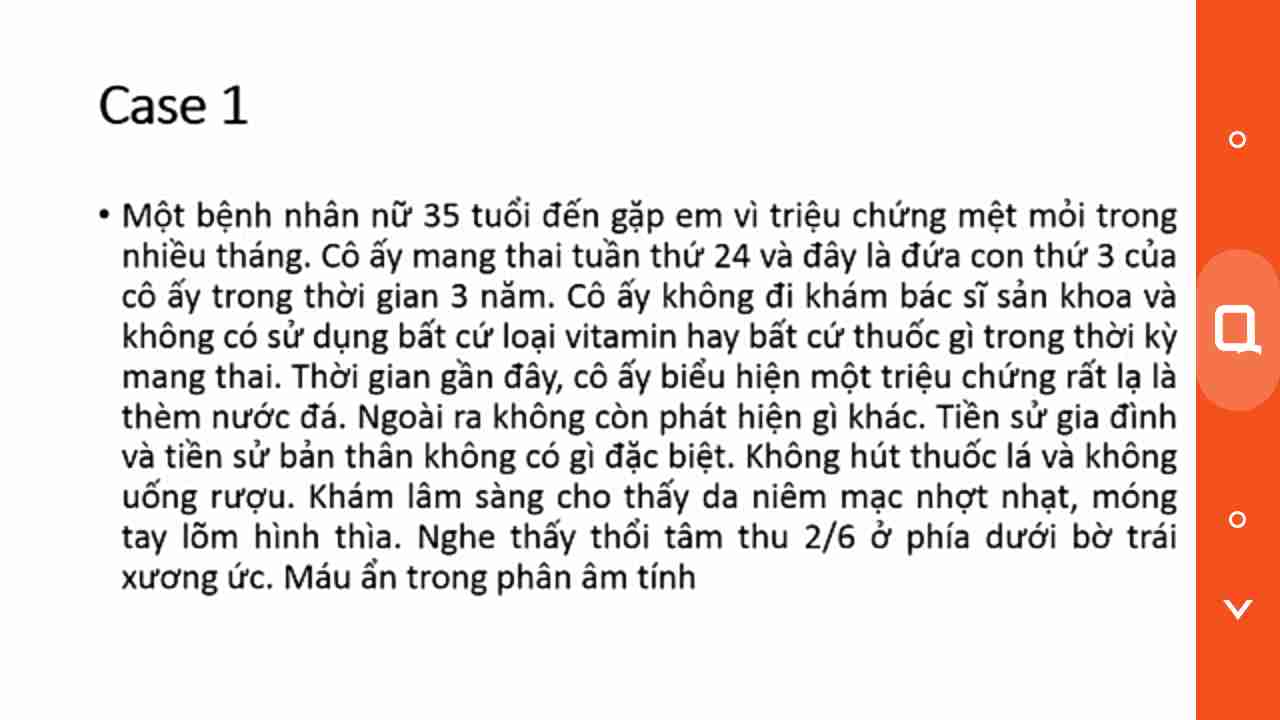 Case 1
• Một bệnh nhân nữ 35 tuổi đến gặp em vì triệu chứng mệt mỏi trong
nhiều tháng. Cô ấy mang thai tuần thứ 24 và đây là đứa con thứ 3 của
cô ấy trong thời gian 3 năm. Cô ấy không đi khám bác sĩ sản khoa và
không có sử dụng bất cứ loại vitamin hay bất cứ thuốc gì trong thời kỳ
mang thai. Thời gian gần đây, cô ấy biểu hiện một triệu chứng rất lạ là
thèm nước đá. Ngoài ra không còn phát hiện gì khác. Tiền sử gia đình
và tiền sử bản thân không có gì đặc biệt. Không hút thuốc lá và không
uống rượu. Khám lâm sàng cho thấy da niêm mạc nhợt nhạt, móng
tay lõm hình thìa. Nghe thấy thổi tâm thu 2/6 ở phía dưới bờ trái
xương ức. Máu ẩn trong phân âm tính